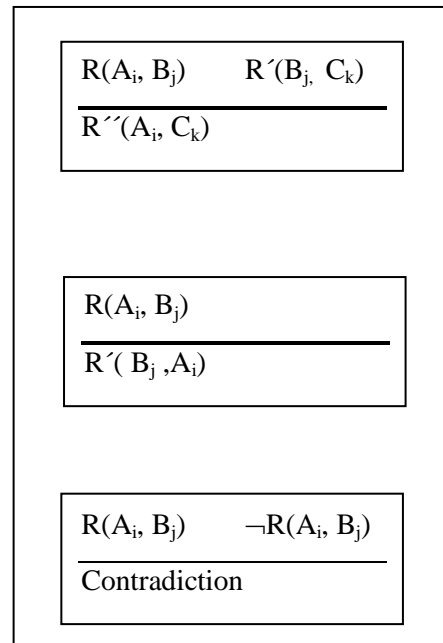 R(Aᵢ, Bⱼ) R´(Bⱼ, Cₖ)
R´´(Aᵢ, Cₖ)
R(Aᵢ, Bⱼ)
R´( Bⱼ ,Aᵢ)
R(Aᵢ, Bⱼ) ¬R(Aᵢ, Bⱼ)
Contradiction